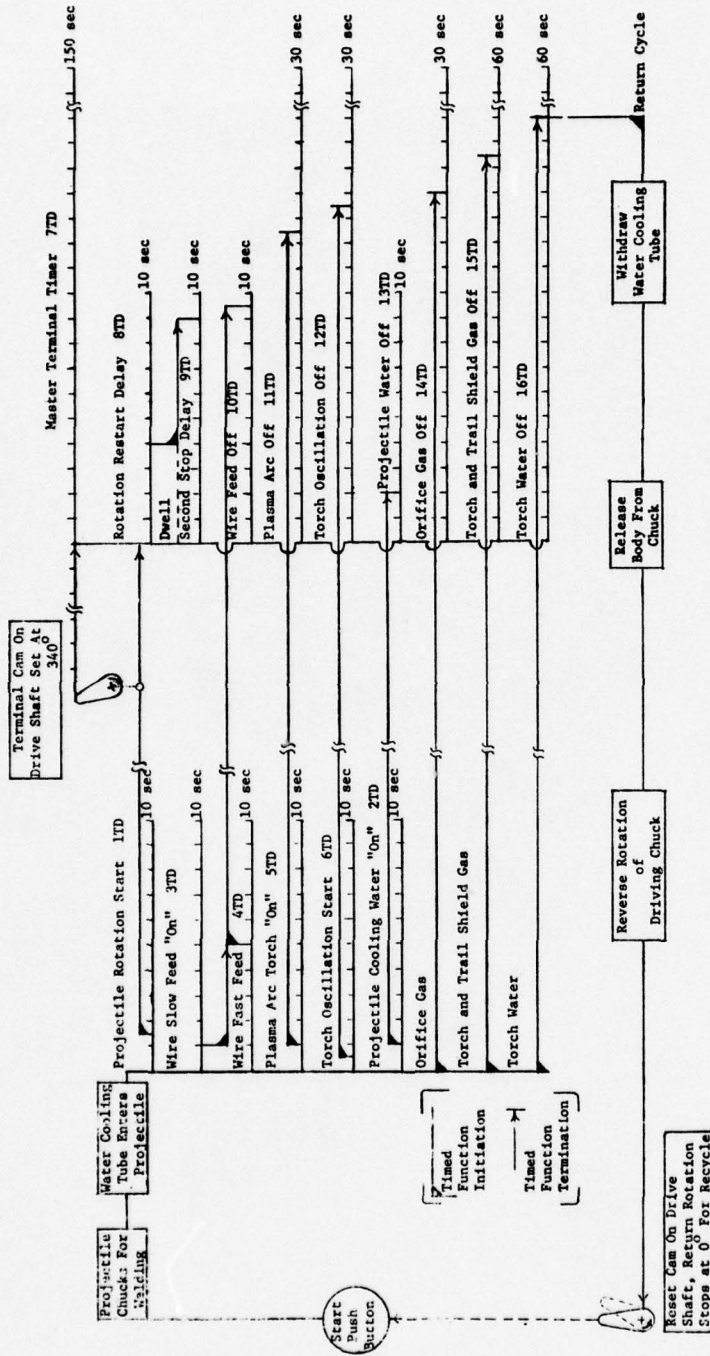 Start
Push
Button
Projectile
Chucks For
Welding
Water Cooling
Tube Enters
Projectile
Terminal Cam On
Drive Shaft Set At
340°
Projectile Rotation Start 1TD
10 sec
Wire Slow Feed "On" 3TD
10 sec
Wire Fast Feed 4TD
10 sec
Plasma Arc Torch "On" 5TD
10 sec
Torch Oscillation Start 6TD
10 sec
Projectile Cooling Water "On" 2TD
10 sec
Orifice Gas
Torch and Trail Shield Gas
Torch Water
Master Terminal Timer 7TD
150 sec
Rotation Restart Delay 8TD
10 sec
Dwell
Second Stop Delay 9TD
10 sec
Wire Feed Off 10TD
10 sec
Plasma Arc Off 11TD
30 sec
Torch Oscillation Off 12TD
30 sec
Projectile Water Off 13TD
10 sec
Orifice Gas Off 14TD
30 sec
Torch and Trail Shield Gas Off 15TD
60 sec
Torch Water Off 16TD
60 sec
Timed
Function
Initiation
Timed
Function
Termination
Return Cycle
Withdraw
Water Cooling
Tube
Release
Body From
Chuck
Reverse Rotation
of
Driving Chuck
Reset Cam On Drive
Shaft, Return Rotation
Stops at 0° For Recycle